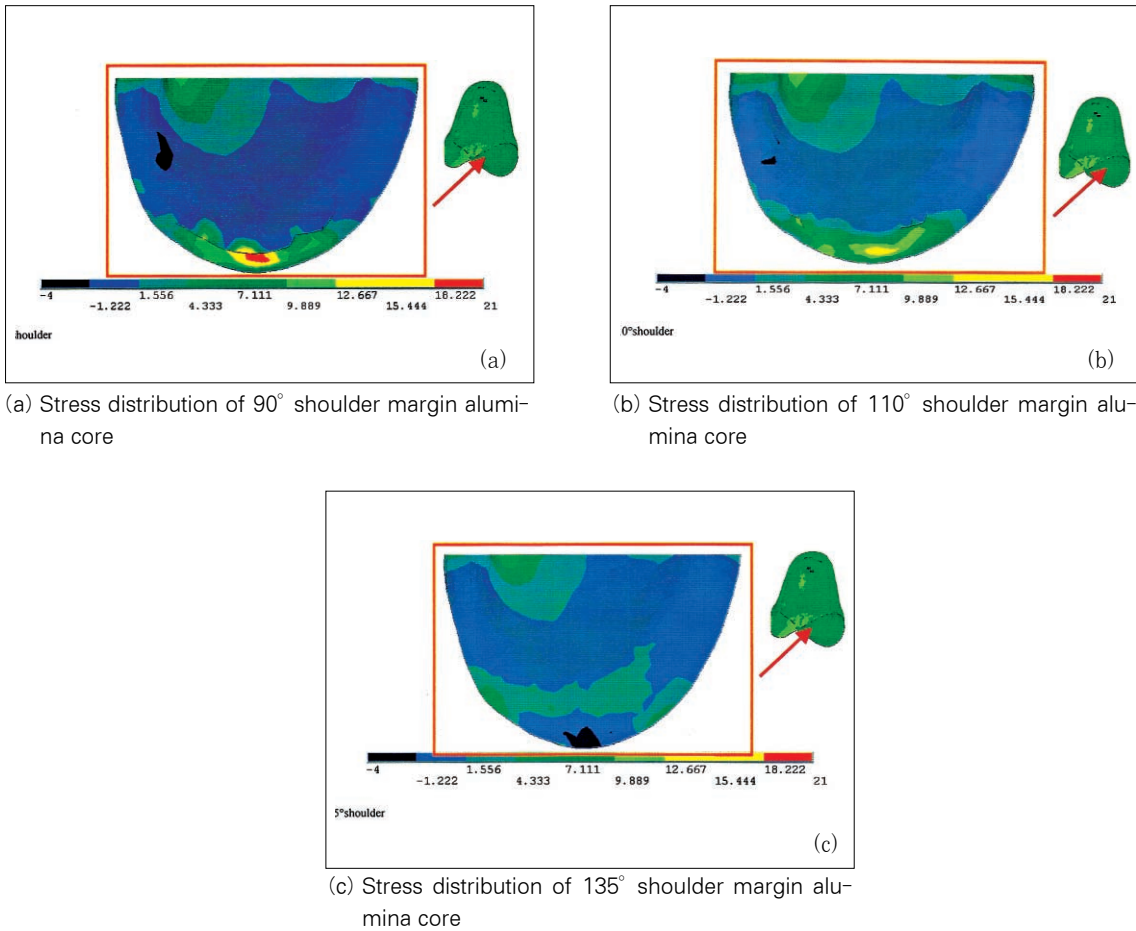 -4 1.556 7.111 12.667 18.222
-1.222 4.333 9.889 15.444 21
houlder
(a)
-4 1.556 7.111 12.667 18.222
-1.222 4.333 9.889 15.444 21
0°shoulder
(b)
(a) Stress distribution of 90° shoulder margin alumi-
na core
(b) Stress distribution of 110° shoulder margin alu-
mina core
-4 1.556 7.111 12.667 18.222
-1.222 4.333 9.889 15.444 21
5°shoulder
(c)
(c) Stress distribution of 135° shoulder margin alu-
mina core